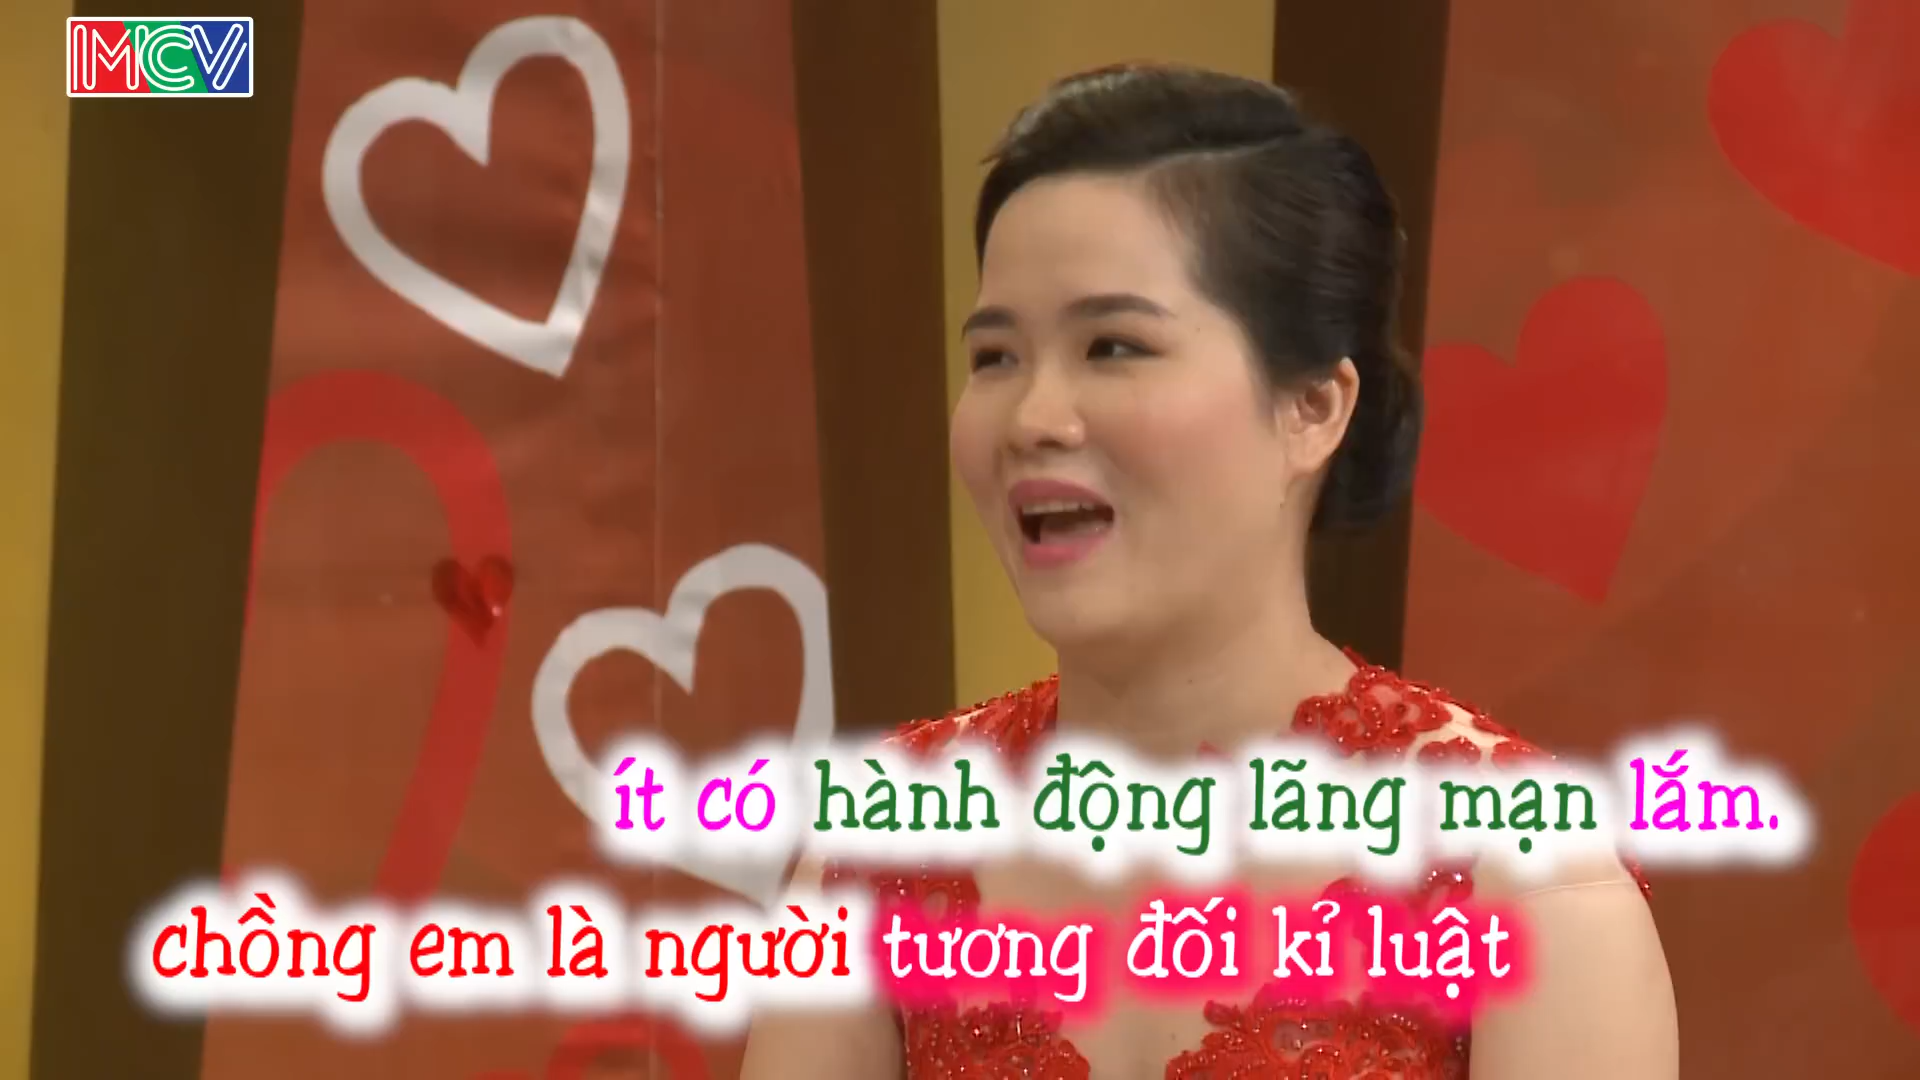 MCV
ít có hành động lãng mạn lắm.
chồng em là người tương đối kỉ luật